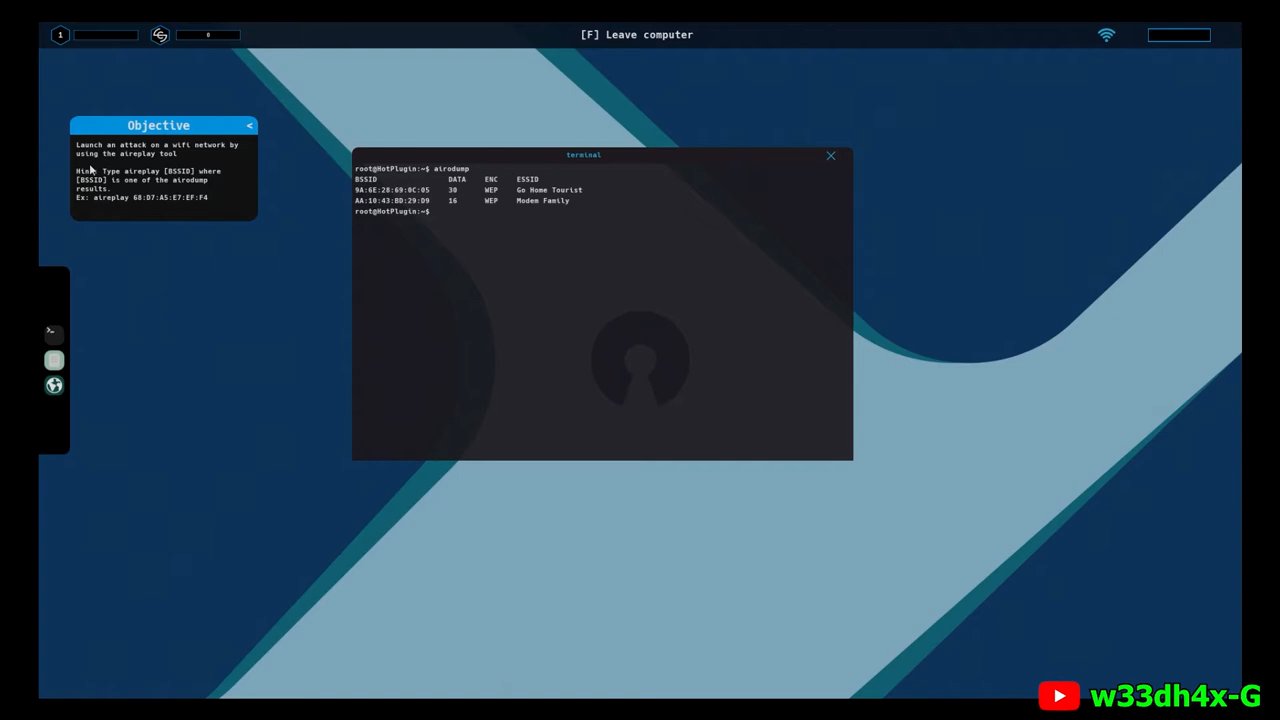 1
0
[F] Leave computer
Objective <
Launch an attack on a wifi network by
using the aireplay tool
Type aireplay [BSSID] where
[BSSID] is one of the airodump
results.
Ex: aireplay 68:D7:A5:E7:EF:F4
terminal
root@HotPlugin:~$ airodump
BSSID DATA ENC ESSID
9A:6E:28:69:0C:05 30 WEP Go Home Tourist
AA:10:43:BD:29:D9 16 WEP Modem Family
root@HotPlugin:~$
w33dh4x-G